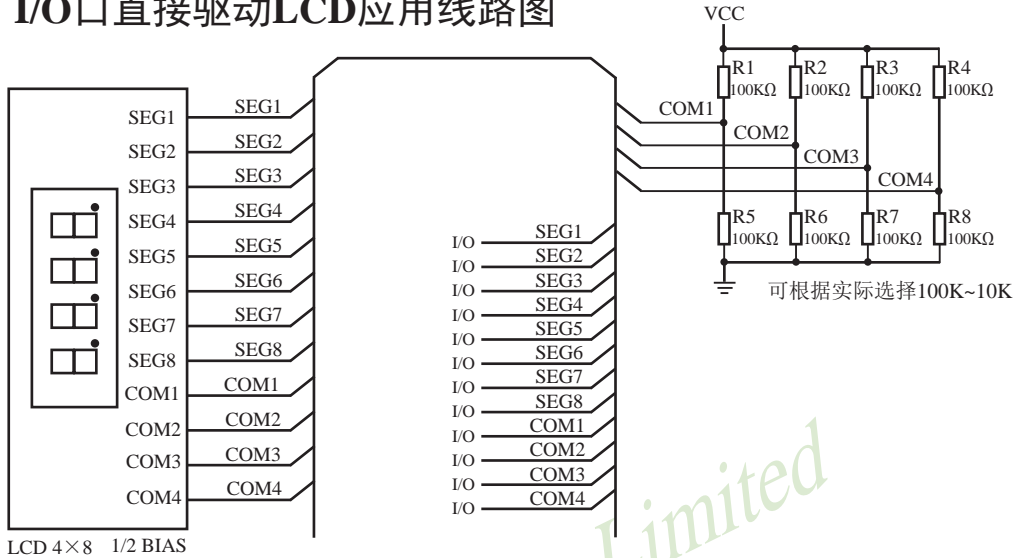 I/O口直接驱动LCD应用线路图
VCC
R1
100KΩ
R2
100KΩ
R3
100KΩ
R4
100KΩ
COM1
COM2
COM3
COM4
R5
100KΩ
R6
100KΩ
R7
100KΩ
R8
100KΩ
可根据实际选择100K~10K
SEG1
SEG2
SEG3
SEG4
SEG5
SEG6
SEG7
SEG8
COM1
COM2
COM3
COM4
SEG1
SEG2
SEG3
SEG4
SEG5
SEG6
SEG7
SEG8
COM1
COM2
COM3
COM4
I/O SEG1
I/O SEG2
I/O SEG3
I/O SEG4
I/O SEG5
I/O SEG6
I/O SEG7
I/O SEG8
I/O COM1
I/O COM2
I/O COM3
I/O COM4
LCD 4×8 1/2 BIAS
Limited